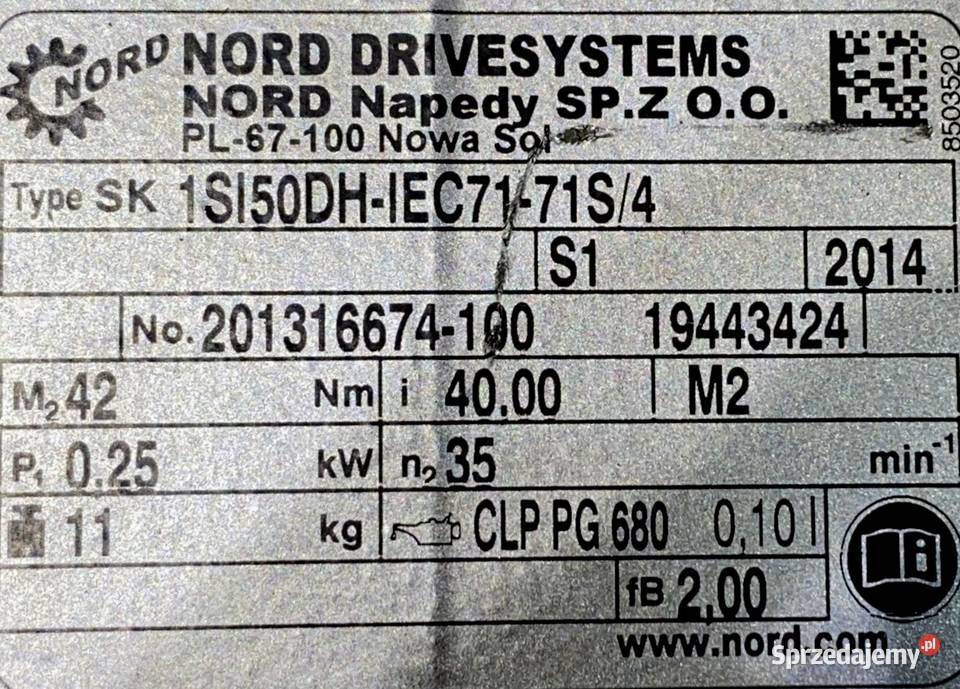 NORD
NORD DRIVESYSTEMS
NORD Napedy SP.Z O.O.
PL-67-100 Nowa Sol
8503520
Type SK 1SI50DH-IEC71-71S/4
S1 2014
No. 201316674-100 19443424
M₂ 42 Nm i 40.00 M2
P₁ 0.25 kW n₂ 35 min⁻¹
11 kg CLP PG 680 0,10 l
fB 2,00
www.nord.com
Sprzedajemy.pl